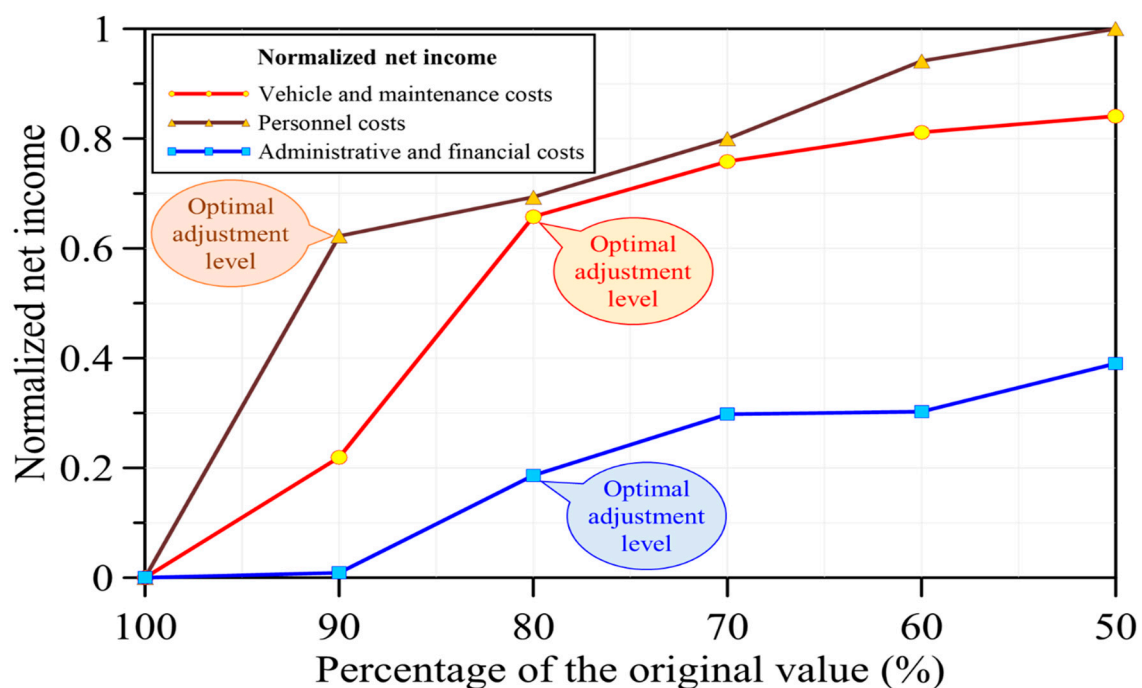 Normalized net income
Vehicle and maintenance costs
Personnel costs
Administrative and financial costs
Optimal
adjustment
level
Optimal
adjustment
level
Optimal
adjustment
level
Normalized net income
1
0.8
0.6
0.4
0.2
0
100 90 80 70 60 50
Percentage of the original value (%)